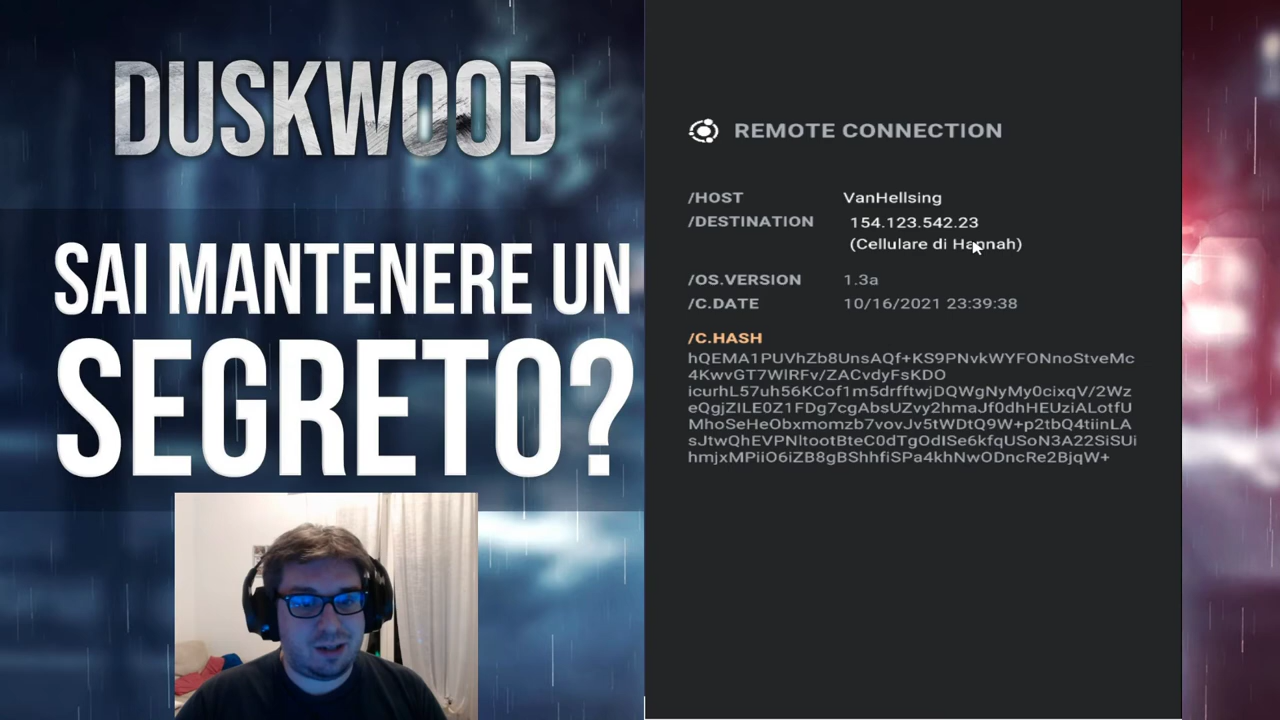 DUSKWOOD
SAI MANTENERE UN
SEGRETO?
REMOTE CONNECTION
/HOST VanHellsing
/DESTINATION 154.123.542.23
(Cellulare di Hannah)
/OS.VERSION 1.3a
/C.DATE 10/16/2021 23:39:38
/C.HASH
hQEMA1PUVhZb8UnsAQf+KS9PNvkWYFONnoStveMc
4KwvGT7WlRFv/ZACvdyFsKDO
icurhL57uh56KCof1m5drfftwjDQWgNyMy0cixqV/2Wz
eQgjZILE0Z1FDg7cgAbsUZvy2hmaJf0dhHEUziALotfU
MhoSeHeObxmomzb7vovJv5tWDtQ9W+p2tbQ4tiinLA
sJtwQhEVPNltootBteC0dTgOdISe6kfqUSoN3A22SiSUi
hmjxMPiiO6iZB8gBShhfiSPa4khNwODncRe2BjqW+